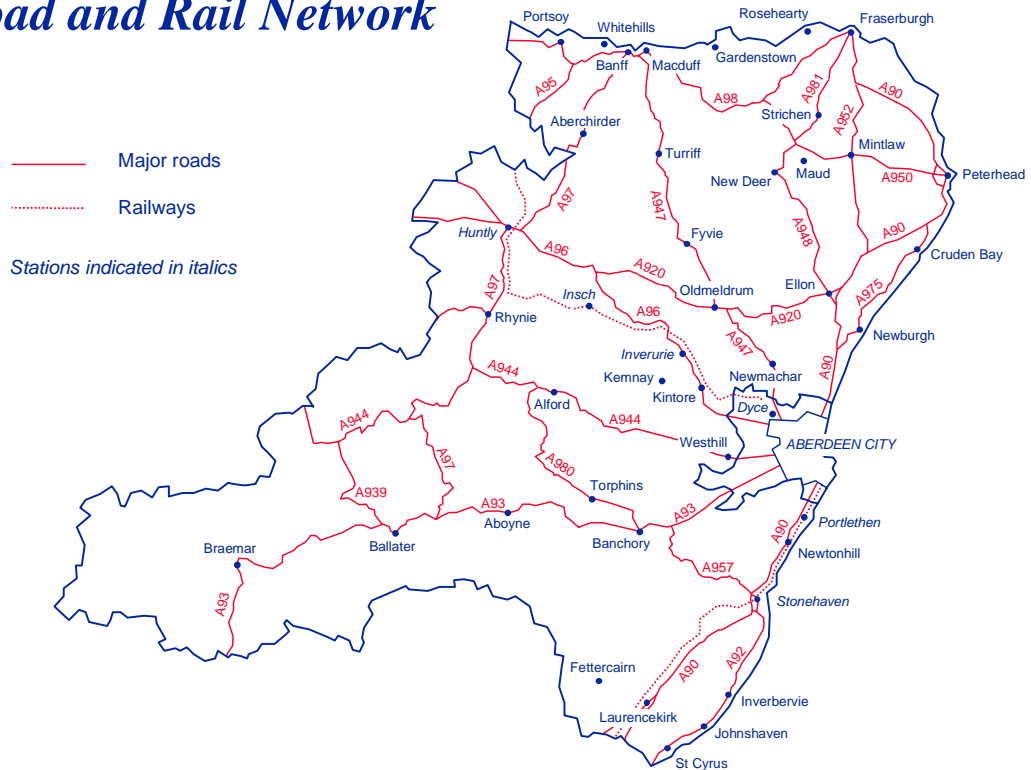 oad and Rail Network
Major roads
Railways
Stations indicated in italics
Portsoy
Whitehills
Rosehearty
Fraserburgh
Banff
Macduff
Gardenstown
A95
A98
A981
A90
A952
Aberchirder
Strichen
Turriff
Mintlaw
New Deer
Maud
A950
Peterhead
A97
A947
A948
Huntly
A96
Fyvie
A90
Cruden Bay
A920
A97
Insch
Oldmeldrum
Ellon
A975
Rhynie
A96
A920
Newburgh
Inverurie
A947
A90
A944
Kemnay
Newmachar
Alford
Kintore
Dyce
A944
A944
Westhill
ABERDEEN CITY
A97
A980
A939
Torphins
A93
Aboyne
A93
Portlethen
Braemar
Ballater
Banchory
A90
Newtonhill
A957
A93
Stonehaven
Fettercairn
A90
A92
Laurencekirk
Inverbervie
Johnshaven
St Cyrus